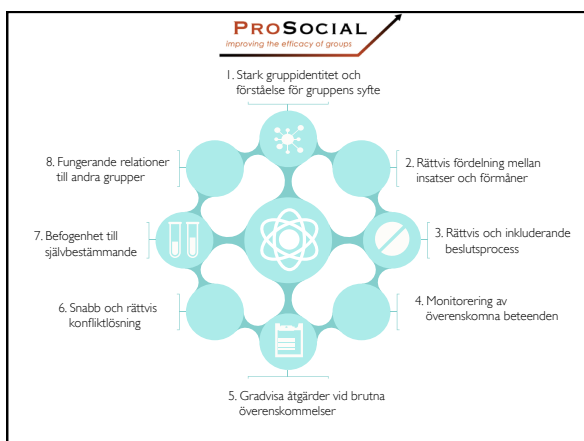 PROSOCIAL
improving the efficacy of groups
1. Stark gruppidentitet och
förståelse för gruppens syfte
2. Rättvis fördelning mellan
insatser och förmåner
3. Rättvis och inkluderande
beslutsprocess
4. Monitorering av
överenskomna beteenden
5. Gradvisa åtgärder vid brutna
överenskommelser
6. Snabb och rättvis
konfliktlösning
7. Befogenhet till
självbestämmande
8. Fungerande relationer
till andra grupper